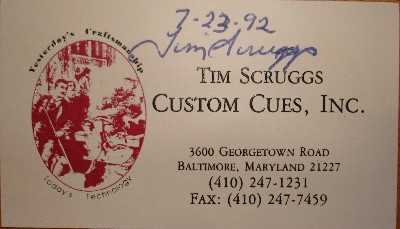 7-23-92
Tim Scruggs
Yesterday's Craftsmanship
Today's Technology
TIM SCRUGGS
CUSTOM CUES, INC.
3600 GEORGETOWN ROAD
BALTIMORE, MARYLAND 21227
(410) 247-1231
FAX: (410) 247-7459